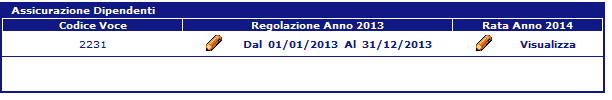 Assicurazione Dipendenti
Codice Voce Regolazione Anno 2013 Rata Anno 2014
2231 Dal 01/01/2013 Al 31/12/2013 Visualizza